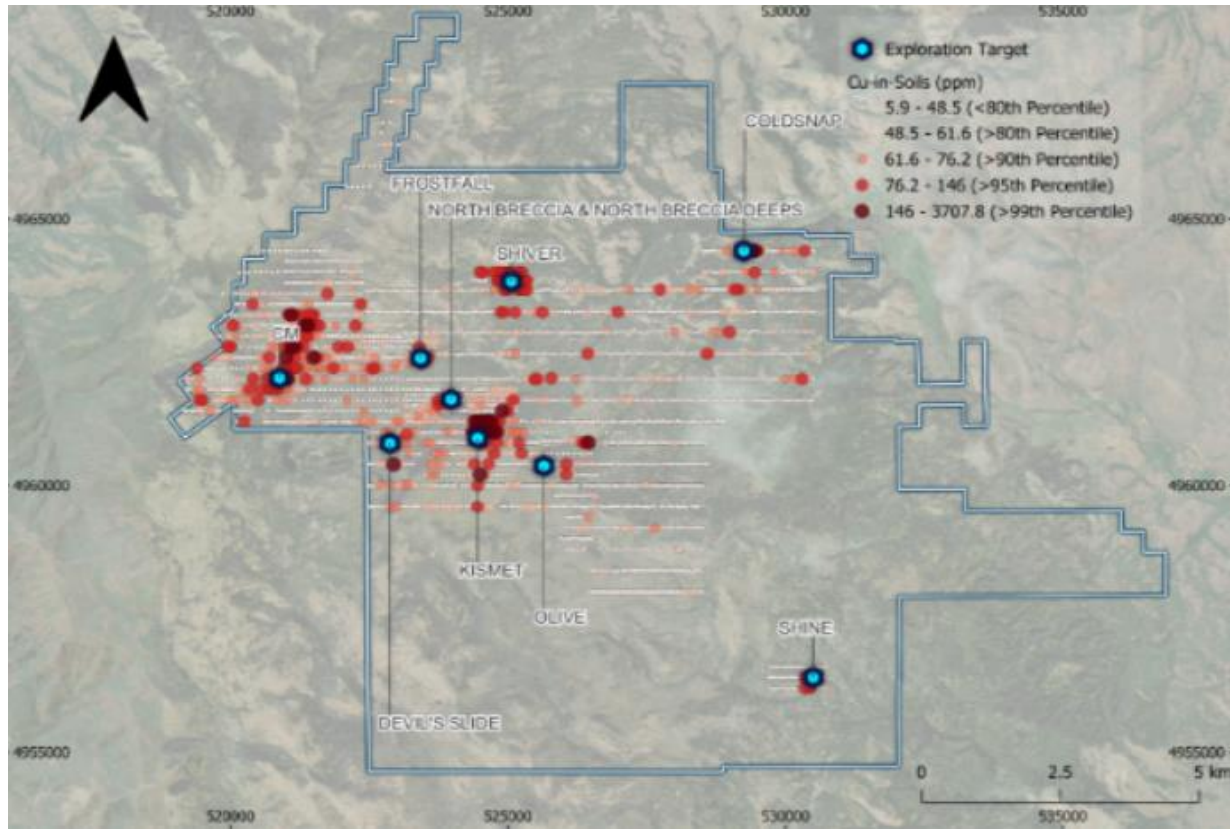 520000 525000 530000 535000
Exploration Target
Cu-in-Soils (ppm)
5.9 - 48.5 (<80th Percentile)
48.5 - 61.6 (>80th Percentile)
61.6 - 76.2 (>90th Percentile)
76.2 - 146 (>95th Percentile)
146 - 3707.8 (>99th Percentile)
COLDSNAP
FROSTFALL
NORTH BRECCIA & NORTH BRECCIA DEEPS
4965000 4965000
SHIVER
CM
4960000 4960000
KISMET
OLIVE
SHINE
DEVIL'S SLIDE
4955000 4955000
0 2.5 5 km
520000 525000 530000 535000